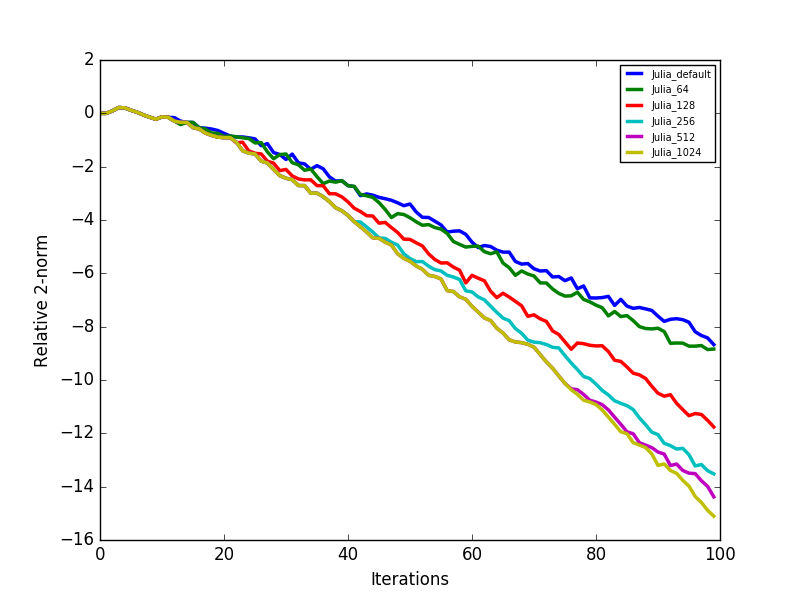 2
0
−2
−4
−6
−8
−10
−12
−14
−16
0 20 40 60 80 100
Relative 2-norm
Iterations
Julia_default
Julia_64
Julia_128
Julia_256
Julia_512
Julia_1024